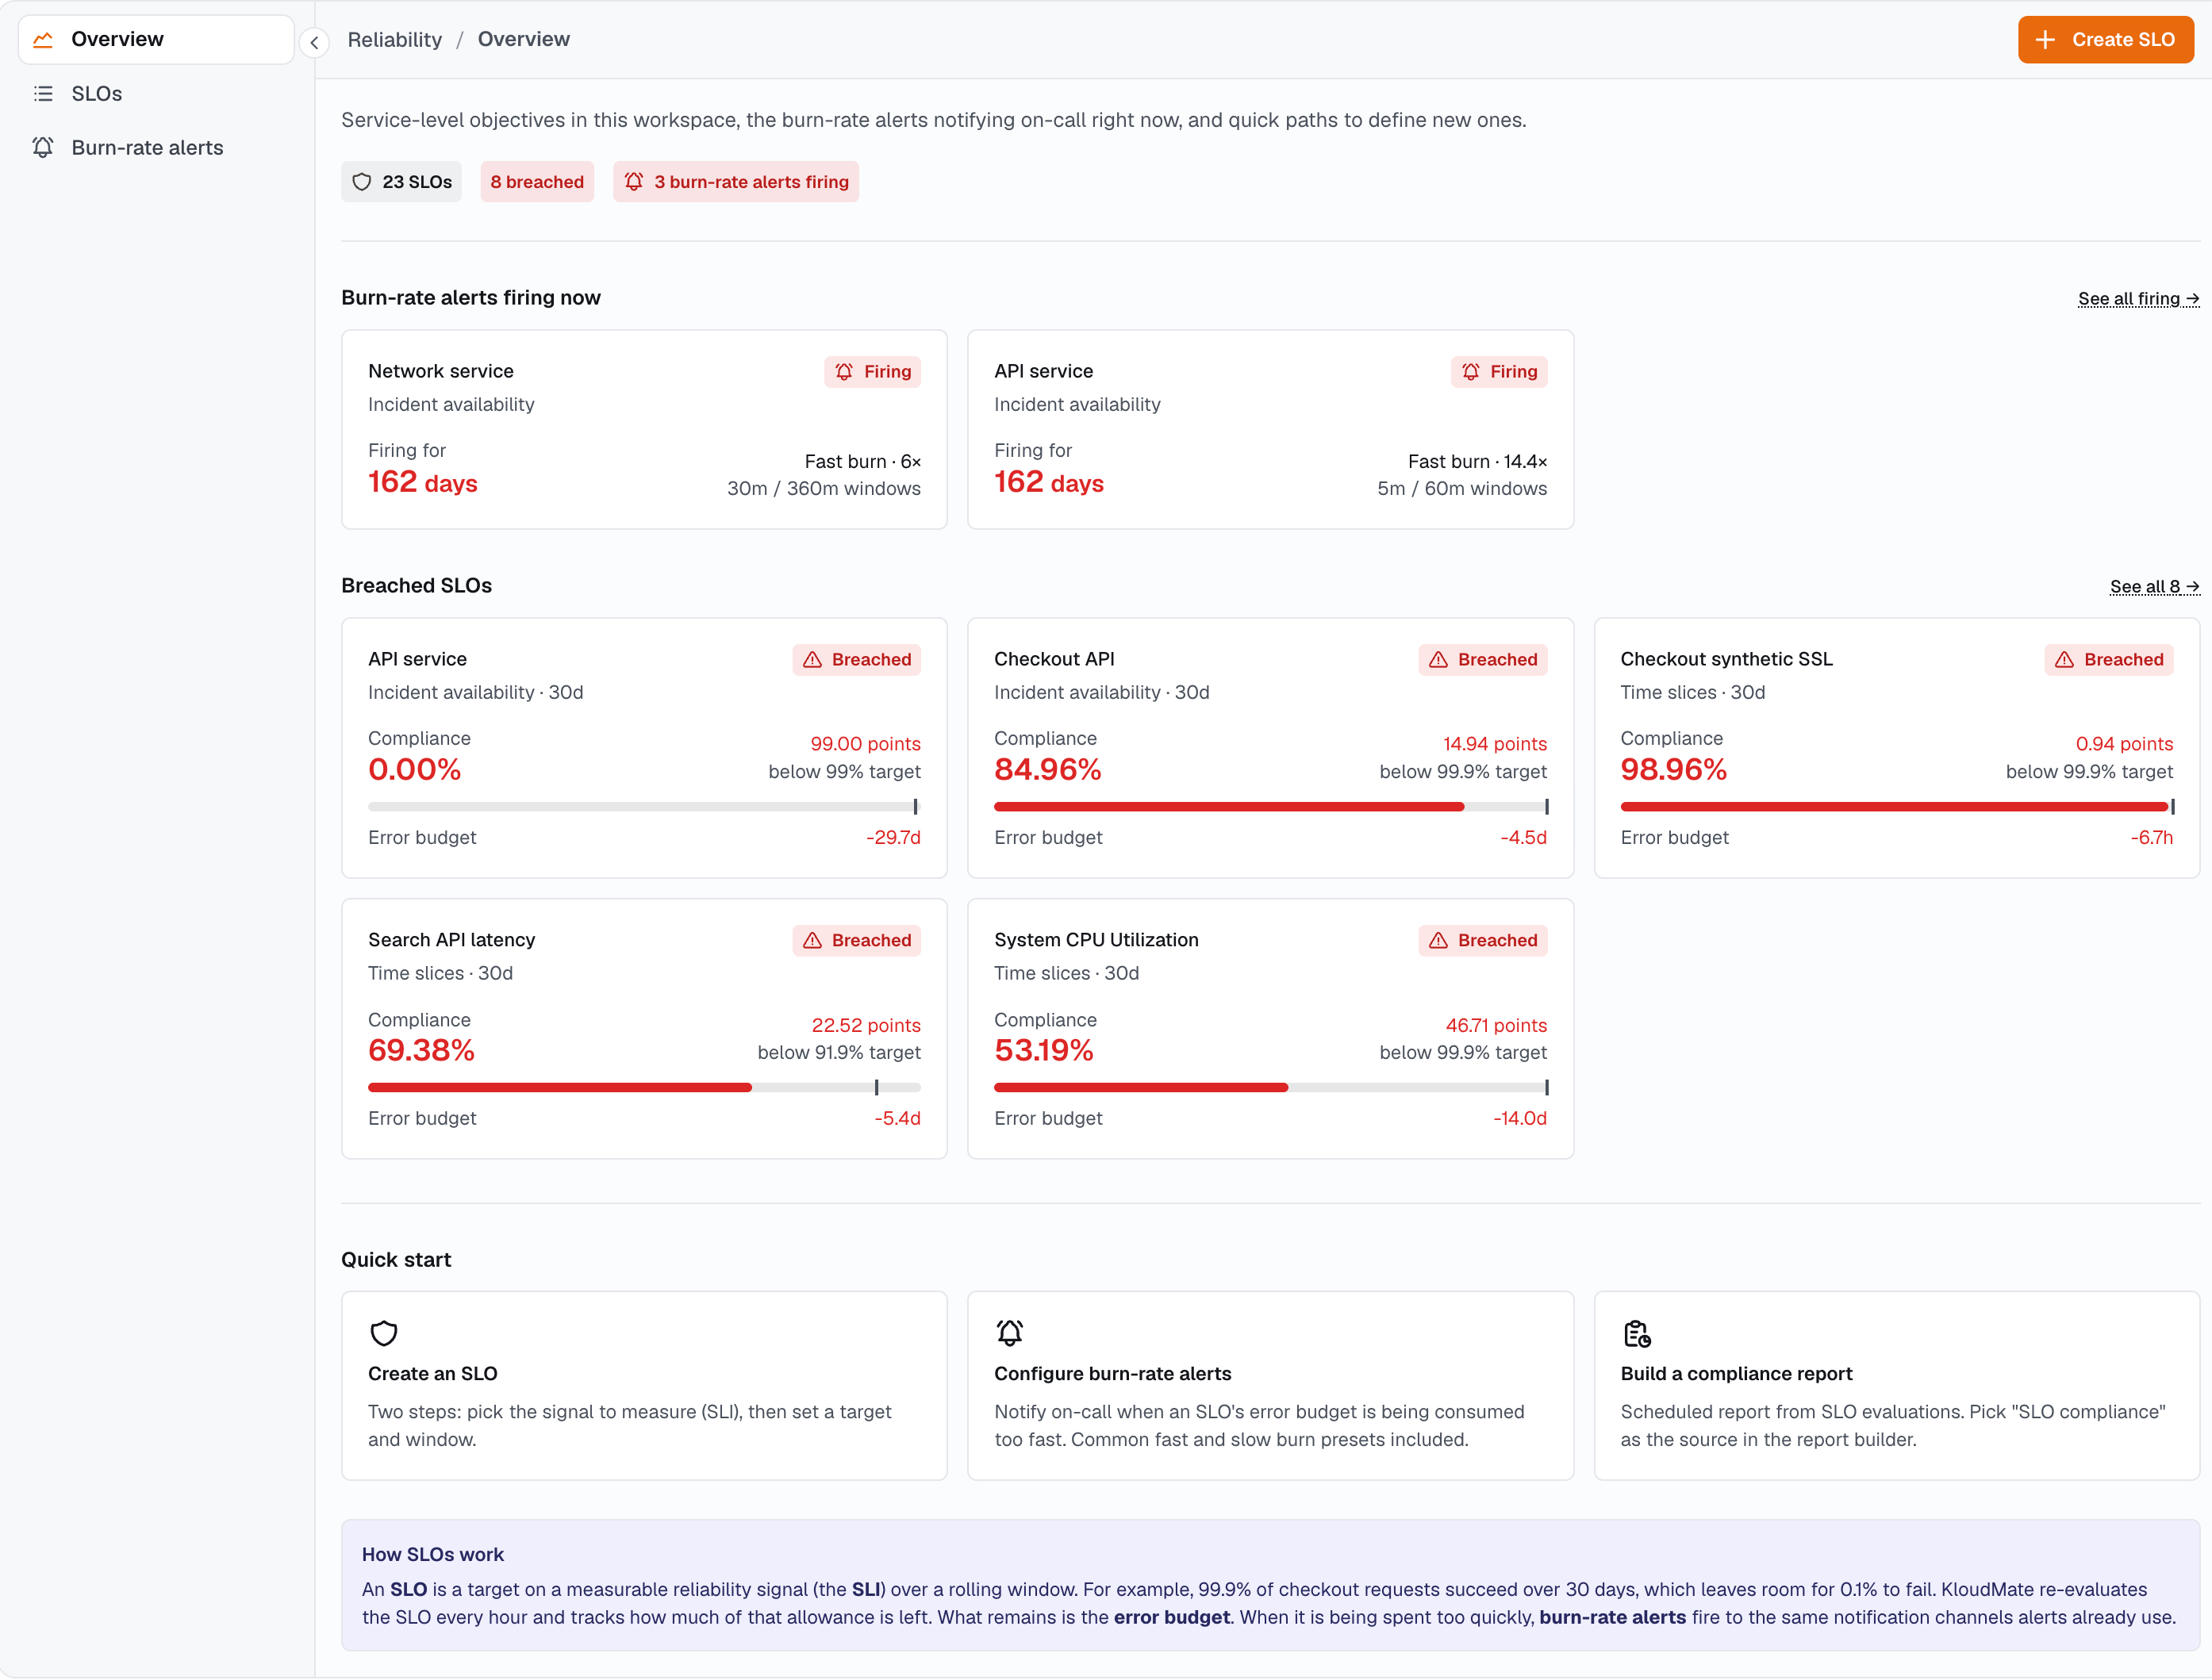 Overview
SLOs
Burn-rate alerts
Reliability / Overview
Create SLO
Service-level objectives in this workspace, the burn-rate alerts notifying on-call right now, and quick paths to define new ones.
23 SLOs
8 breached
3 burn-rate alerts firing
Burn-rate alerts firing now
See all firing →
Network service
Firing
Incident availability
Firing for
162 days
Fast burn · 6×
30m / 360m windows
API service
Firing
Incident availability
Firing for
162 days
Fast burn · 14.4×
5m / 60m windows
Breached SLOs
See all 8 →
API service
Breached
Incident availability · 30d
Compliance
0.00%
99.00 points
below 99% target
Error budget
-29.7d
Checkout API
Breached
Incident availability · 30d
Compliance
84.96%
14.94 points
below 99.9% target
Error budget
-4.5d
Checkout synthetic SSL
Breached
Time slices · 30d
Compliance
98.96%
0.94 points
below 99.9% target
Error budget
-6.7h
Search API latency
Breached
Time slices · 30d
Compliance
69.38%
22.52 points
below 91.9% target
Error budget
-5.4d
System CPU Utilization
Breached
Time slices · 30d
Compliance
53.19%
46.71 points
below 99.9% target
Error budget
-14.0d
Quick start
Create an SLO
Two steps: pick the signal to measure (SLI), then set a target
and window.
Configure burn-rate alerts
Notify on-call when an SLO's error budget is being consumed
too fast. Common fast and slow burn presets included.
Build a compliance report
Scheduled report from SLO evaluations. Pick "SLO compliance"
as the source in the report builder.
How SLOs work
An SLO is a target on a measurable reliability signal (the SLI) over a rolling window. For example, 99.9% of checkout requests succeed over 30 days, which leaves room for 0.1% to fail. KloudMate re-evaluates
the SLO every hour and tracks how much of that allowance is left. What remains is the error budget. When it is being spent too quickly, burn-rate alerts fire to the same notification channels alerts already use.